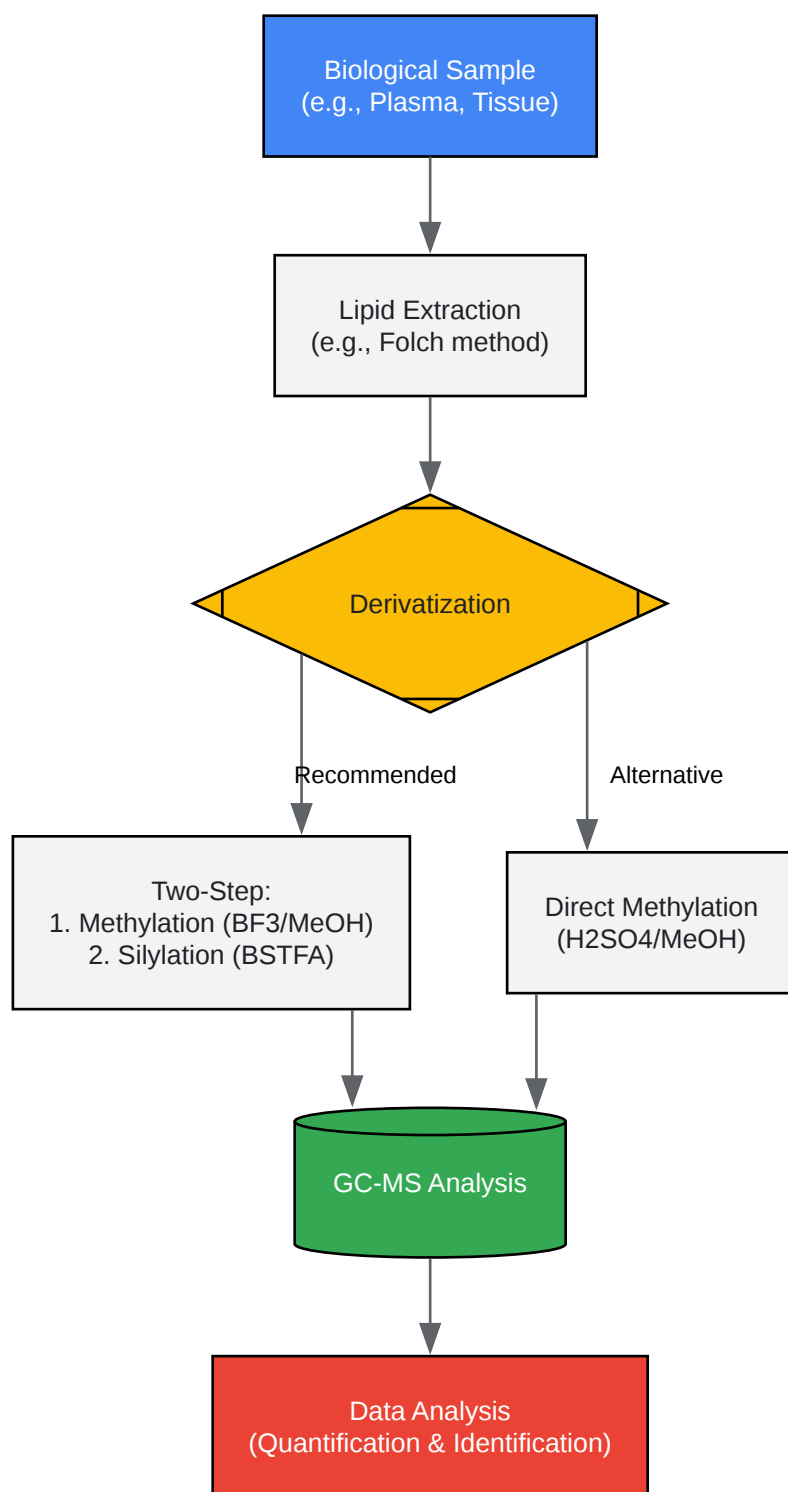 Biological Sample
(e.g., Plasma, Tissue)
Lipid Extraction
(e.g., Folch method)
Derivatization
Recommended
Alternative
Two-Step:
1. Methylation (BF3/MeOH)
2. Silylation (BSTFA)
Direct Methylation
(H2SO4/MeOH)
GC-MS Analysis
Data Analysis
(Quantification & Identification)